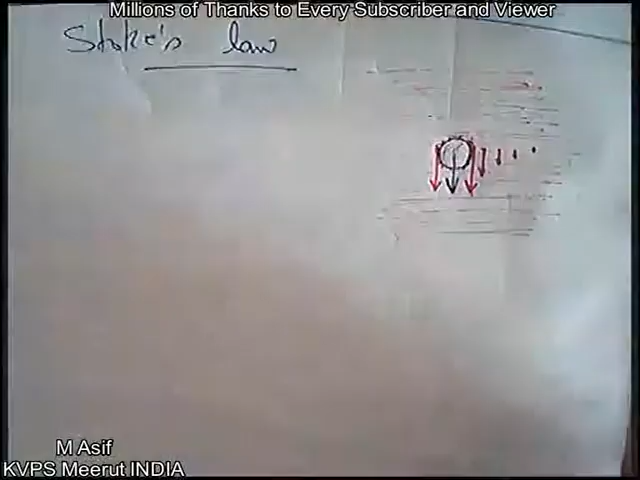 Millions of Thanks to Every Subscriber and Viewer
Stoke's law
M Asif
KVPS Meerut INDIA